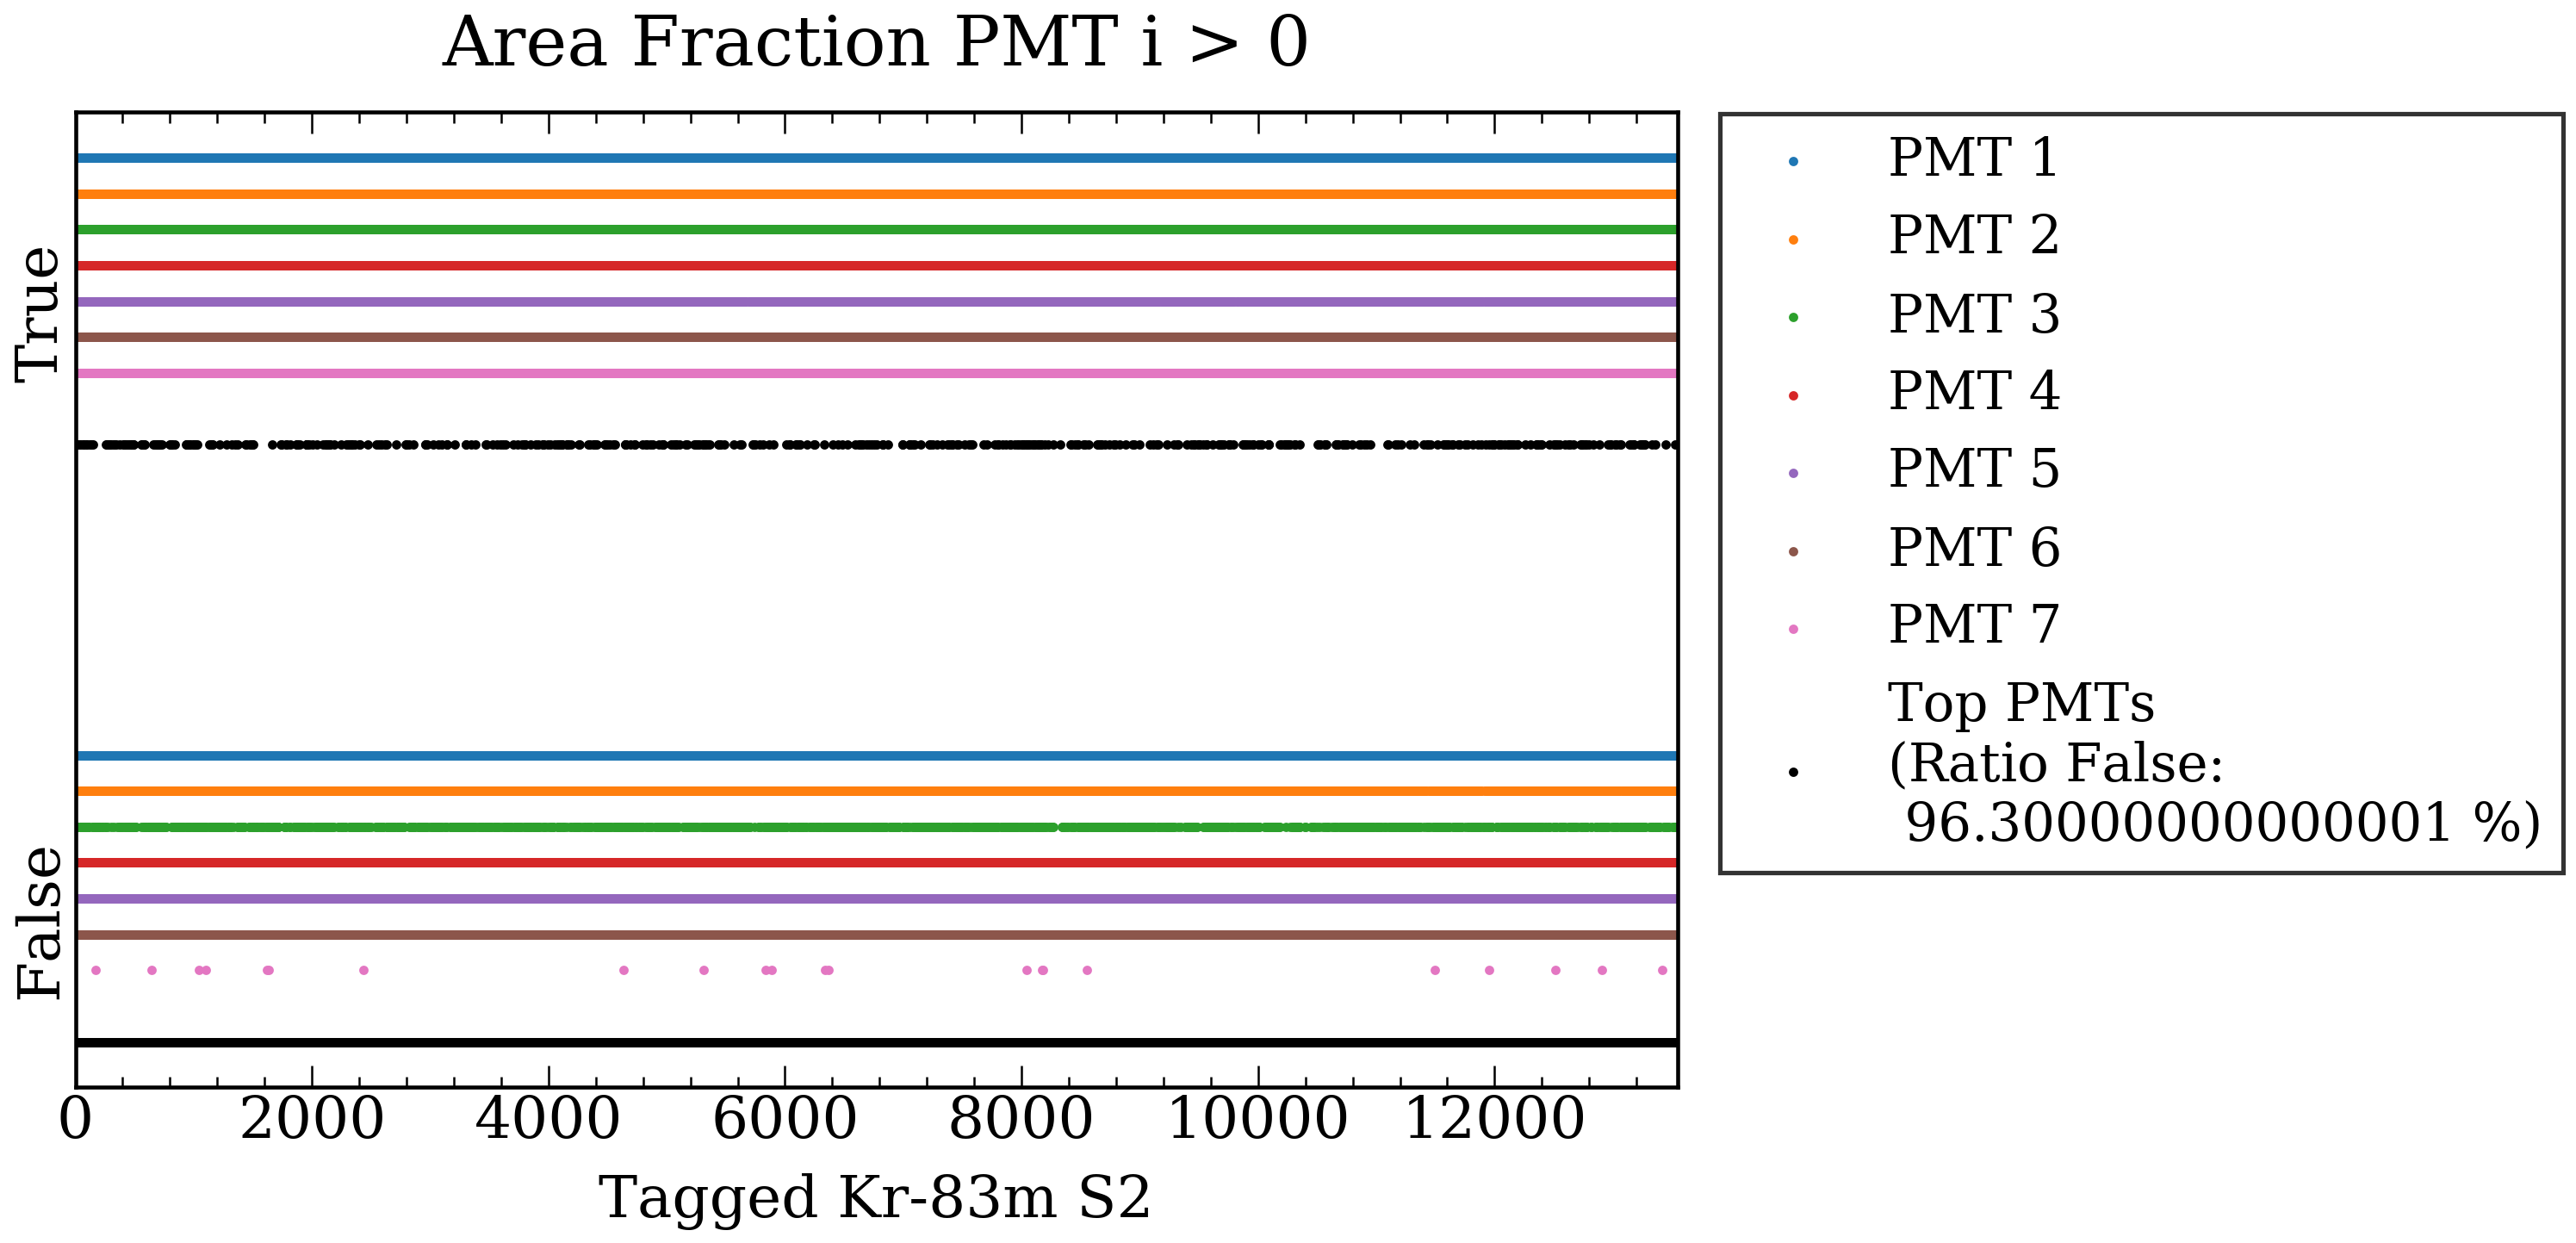 Area Fraction PMT i > 0
True
False
0 2000 4000 6000 8000 10000 12000
Tagged Kr-83m S2
PMT 1
PMT 2
PMT 3
PMT 4
PMT 5
PMT 6
PMT 7
Top PMTs
(Ratio False:
96.30000000000001 %)